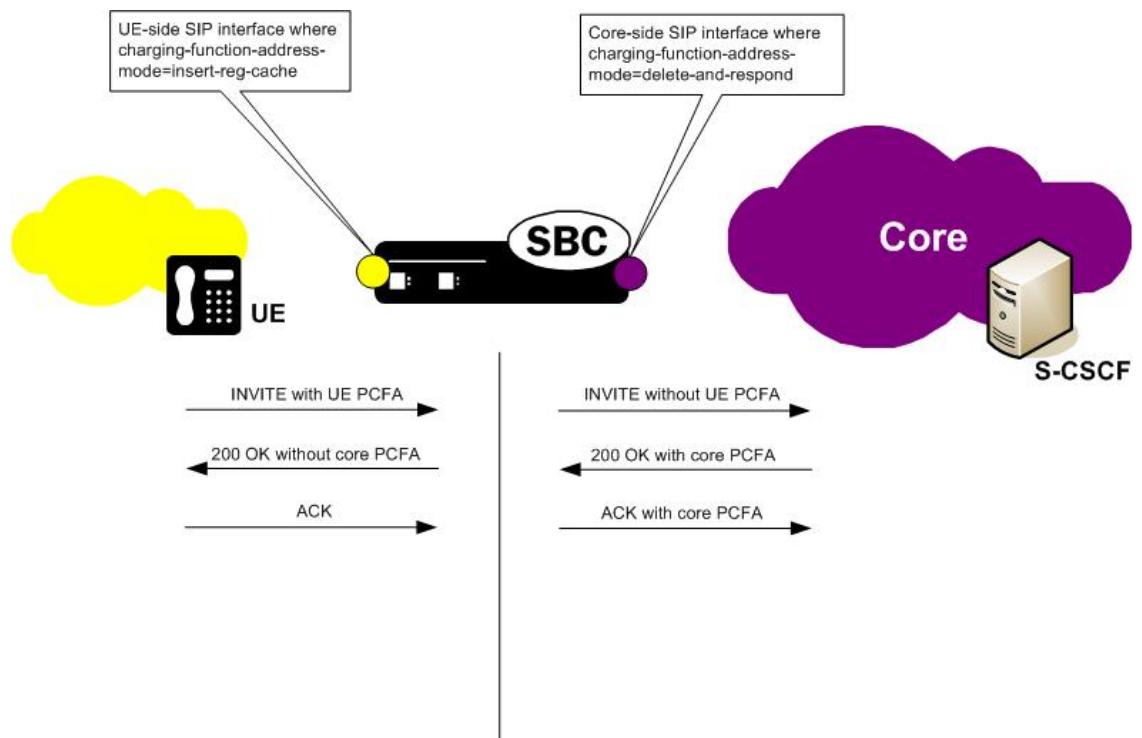 UE-side SIP interface where
charging-function-address-
mode=insert-reg-cache
Core-side SIP interface where
charging-function-address-
mode=delete-and-respond
SBC
Core
UE
S-CSCF
INVITE with UE PCFA
INVITE without UE PCFA
200 OK without core PCFA
200 OK with core PCFA
ACK
ACK with core PCFA